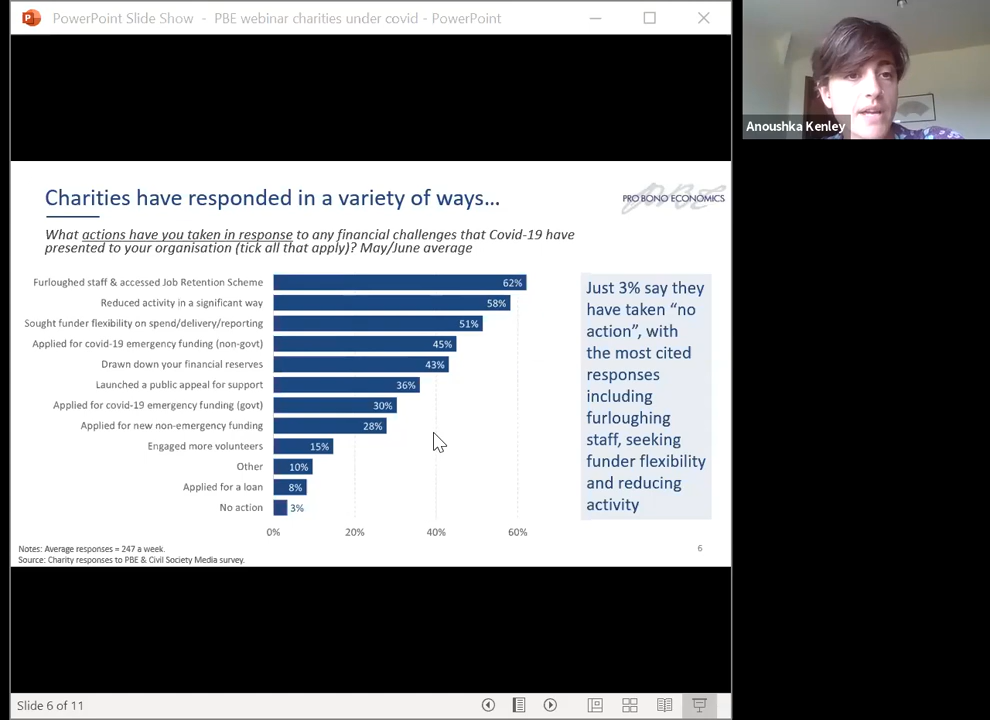 PowerPoint Slide Show - PBE webinar charities under covid - PowerPoint
Anoushka Kenley
Charities have responded in a variety of ways…
PRO BONO ECONOMICS
What actions have you taken in response to any financial challenges that Covid-19 have
presented to your organisation (tick all that apply)? May/June average
Furloughed staff & accessed Job Retention Scheme 62%
Reduced activity in a significant way 58%
Sought funder flexibility on spend/delivery/reporting 51%
Applied for covid-19 emergency funding (non-govt) 45%
Drawn down your financial reserves 43%
Launched a public appeal for support 36%
Applied for covid-19 emergency funding (govt) 30%
Applied for new non-emergency funding 28%
Engaged more volunteers 15%
Other 10%
Applied for a loan 8%
No action 3%
0% 20% 40% 60%
Just 3% say they
have taken “no
action”, with
the most cited
responses
including
furloughing
staff, seeking
funder flexibility
and reducing
activity
Notes: Average responses = 247 a week.
Source: Charity responses to PBE & Civil Society Media survey.
6
Slide 6 of 11